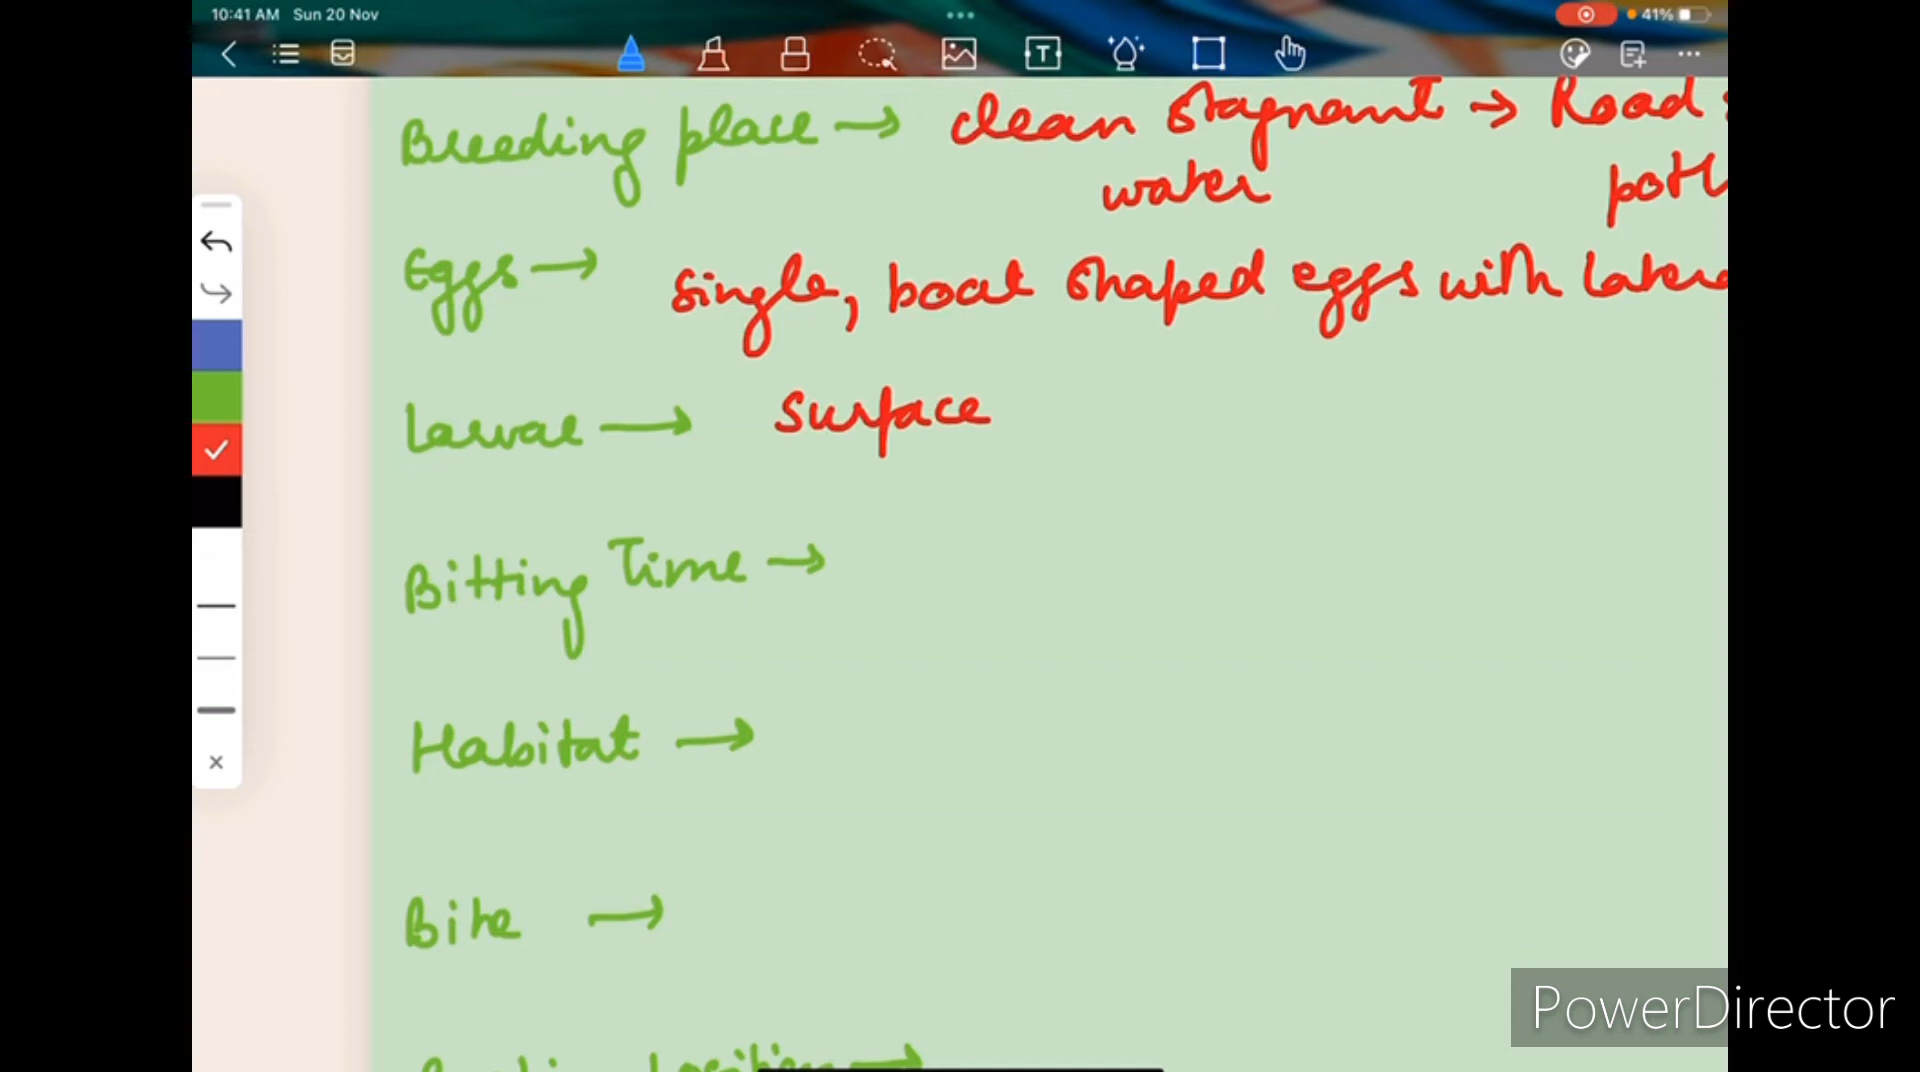 10:41 AM Sun 20 Nov
41%
Breeding place → clean stagnant → Road
water
Eggs → single, boat shaped eggs with
Larvae → surface
Bitting Time →
Habitat →
Bite →
PowerDirector